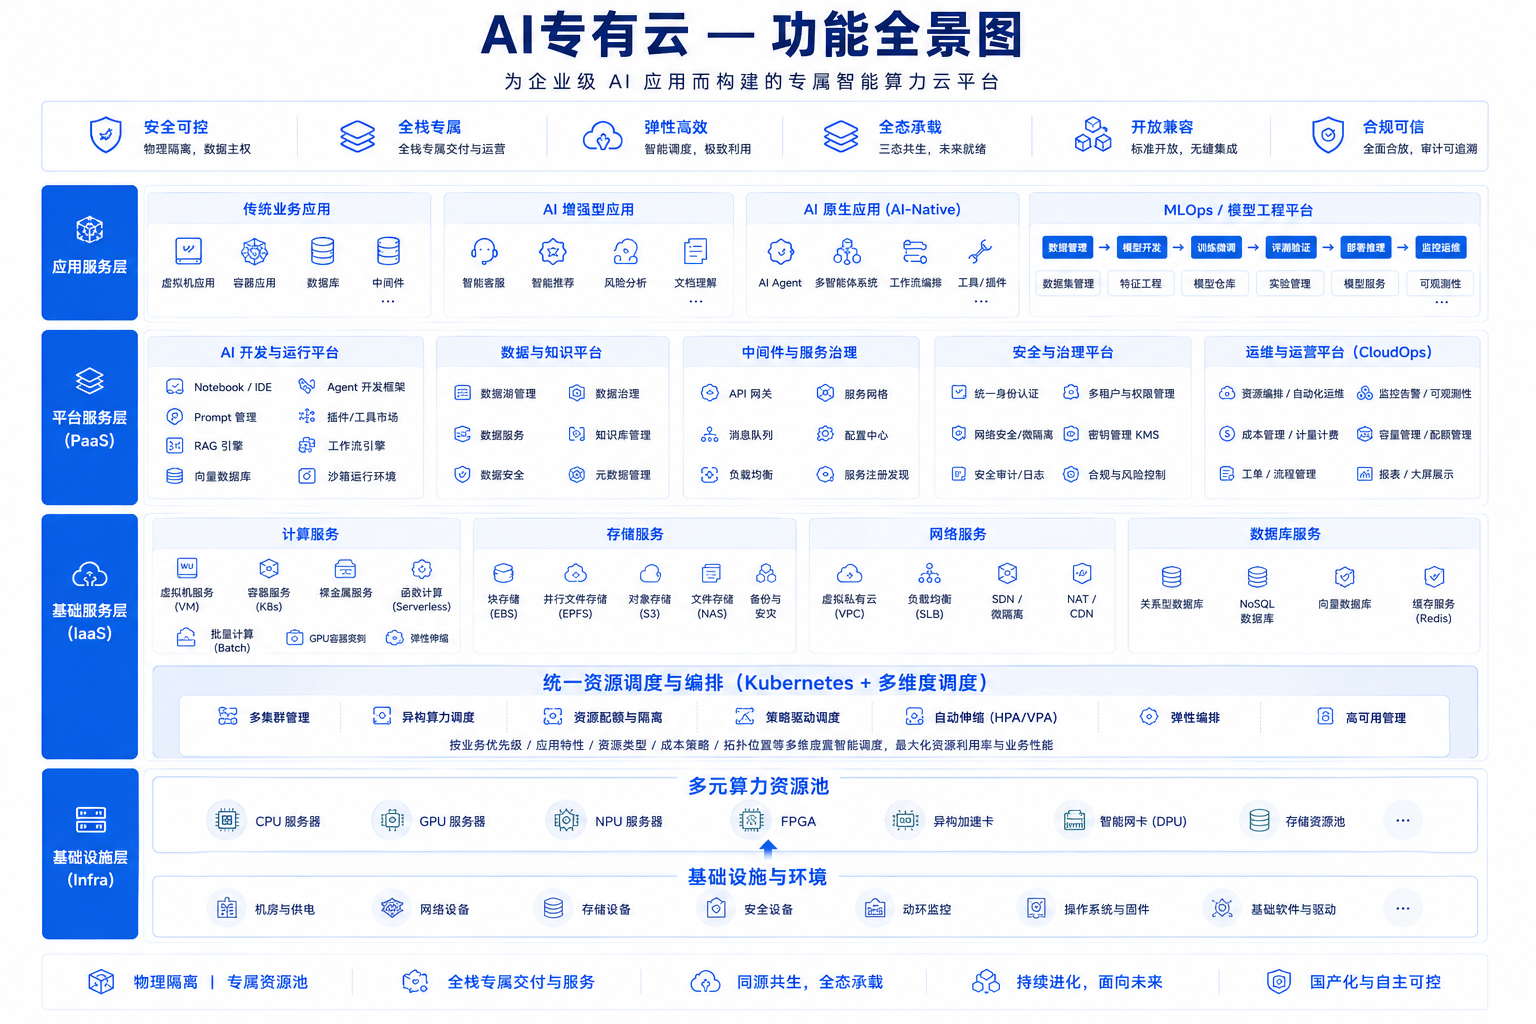 AI专有云 — 功能全景图
为企业级 AI 应用而构建的专属智能算力云平台
安全可控
物理隔离，数据主权
全栈专属
全栈专属交付与运营
弹性高效
智能调度，极致利用
全态承载
三态共生，未来就绪
开放兼容
标准开放，无缝集成
合规可信
全面合放，审计可追溯
应用服务层
传统业务应用
虚拟机应用
容器应用
数据库
中间件
...
AI 增强型应用
智能客服
智能推荐
风险分析
文档理解
...
AI 原生应用 (AI-Native)
AI Agent
多智能体系统
工作流编排
工具/插件
...
MLOps / 模型工程平台
数据管理 → 模型开发 → 训练微调 → 评测验证 → 部署推理 → 监控运维
数据集管理
特征工程
模型仓库
实验管理
模型服务
可观测性
...
平台服务层
(PaaS)
AI 开发与运行平台
Notebook / IDE
Agent 开发框架
Prompt 管理
插件/工具市场
RAG 引擎
工作流引擎
向量数据库
沙箱运行环境
数据与知识平台
数据湖管理
数据治理
数据服务
知识库管理
数据安全
元数据管理
中间件与服务治理
API 网关
服务网格
消息队列
配置中心
负载均衡
服务注册发现
安全与治理平台
统一身份认证
多租户与权限管理
网络安全/微隔离
密钥管理 KMS
安全审计/日志
合规与风险控制
运维与运营平台（CloudOps）
资源编排 / 自动化运维
监控告警 / 可观测性
成本管理 / 计量计费
容量管理 / 配额管理
工单 / 流程管理
报表 / 大屏展示
基础服务层
(IaaS)
计算服务
WU
虚拟机服务
(VM)
容器服务
(K8s)
裸金属服务
函数计算
(Serverless)
批量计算
(Batch)
弹性伸缩
存储服务
块存储
(EBS)
并行文件存储
(EPFS)
对象存储
(S3)
文件存储
(NAS)
备份与
安灾
网络服务
虚拟私有云
(VPC)
负载均衡
(SLB)
SDN /
微隔离
NAT /
CDN
数据库服务
关系型数据库
NoSQL
数据库
向量数据库
缓存服务
(Redis)
统一资源调度与编排（Kubernetes + 多维度调度）
多集群管理
异构算力调度
资源配额与隔离
策略驱动调度
自动伸缩 (HPA/VPA)
弹性编排
高可用管理
按业务优先级 / 应用特性 / 资源类型 / 成本策略 / 拓扑位置等多维度智能调度，最大化资源利用率与业务性能
基础设施层
(Infra)
多元算力资源池
CPU 服务器
GPU 服务器
NPU 服务器
FPGA
异构加速卡
智能网卡 (DPU)
存储资源池
...
基础设施与环境
机房与供电
网络设备
存储设备
安全设备
动环监控
操作系统与固件
基础软件与驱动
...
物理隔离 | 专属资源池
全栈专属交付与服务
同源共生，全态承载
持续进化，面向未来
国产化与自主可控